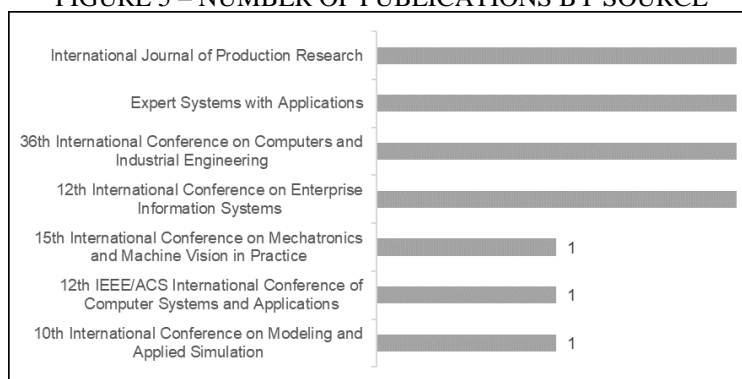 FIGURE 5 – NUMBER OF PUBLICATIONS BY SOURCE
International Journal of Production Research
Expert Systems with Applications
36th International Conference on Computers and
Industrial Engineering
12th International Conference on Enterprise
Information Systems
15th International Conference on Mechatronics
and Machine Vision in Practice
1
12th IEEE/ACS International Conference of
Computer Systems and Applications
1
10th International Conference on Modeling and
Applied Simulation
1